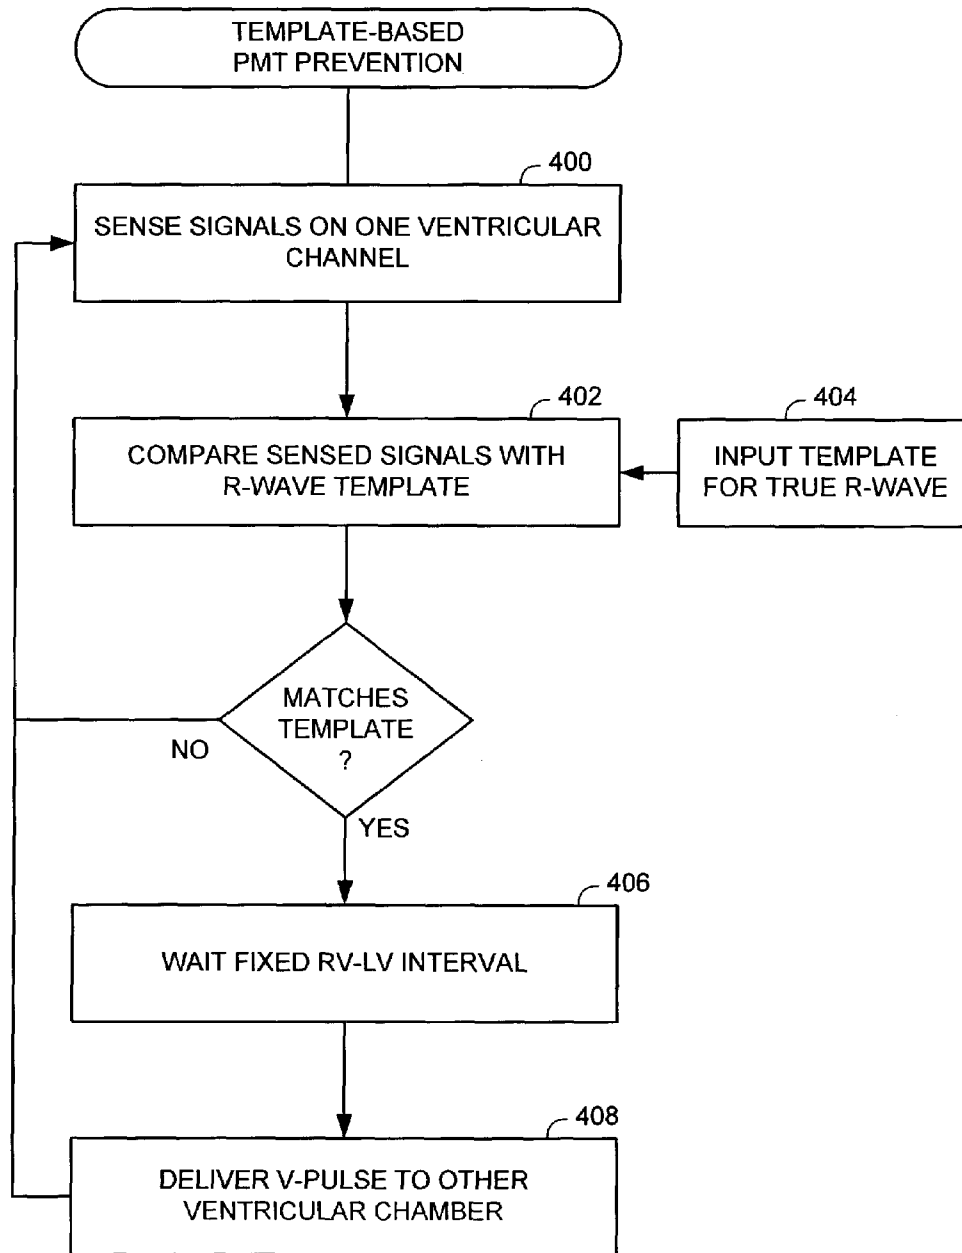 TEMPLATE-BASED
PMT PREVENTION
400
SENSE SIGNALS ON ONE VENTRICULAR
CHANNEL
402
COMPARE SENSED SIGNALS WITH
R-WAVE TEMPLATE
404
INPUT TEMPLATE
FOR TRUE R-WAVE
MATCHES
TEMPLATE
?
NO
YES
406
WAIT FIXED RV-LV INTERVAL
408
DELIVER V-PULSE TO OTHER
VENTRICULAR CHAMBER